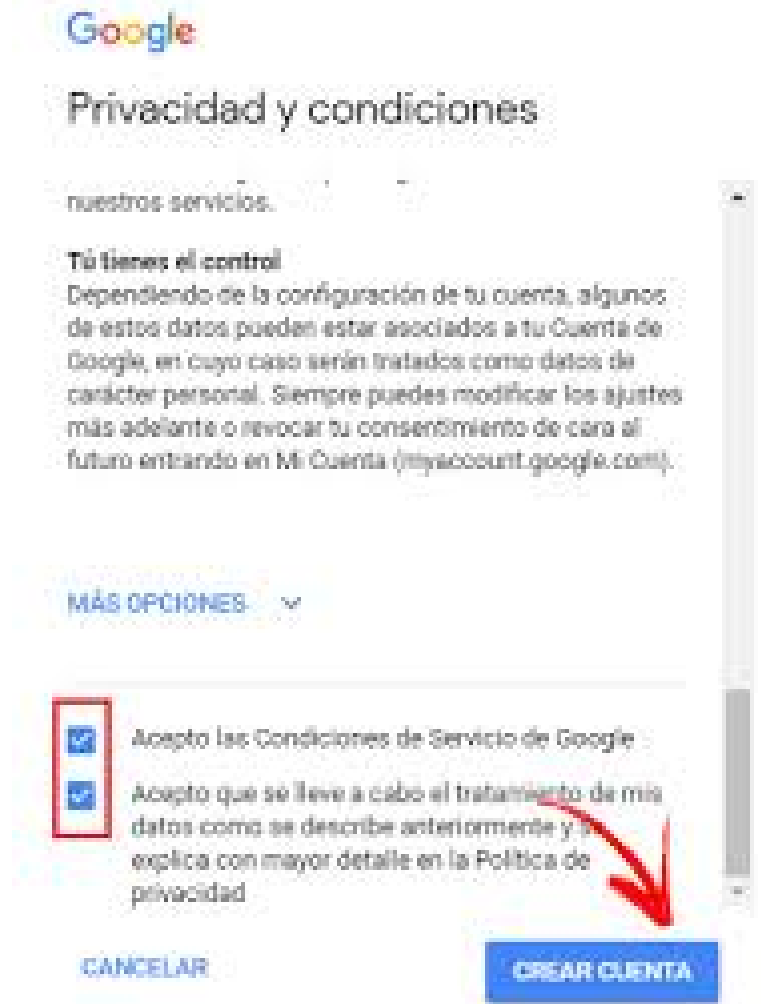 Google
Privacidad y condiciones
nuestros servicios.
Tú tienes el control
Dependiendo de la configuración de tu cuenta, algunos
de estos datos pueden estar asociados a tu Cuenta de
Google, en cuyo caso serán tratados como datos de
carácter personal. Siempre puedes modificar los ajustes
más adelante o revocar tu consentimiento de cara al
futuro entrando en Mi Cuenta (myaccount.google.com).
MÁS OPCIONES
Acepto las Condiciones de Servicio de Google
Acepto que se lleve a cabo el tratamiento de mis
datos como se describe anteriormente y
explica con mayor detalle en la Política de
privacidad
CANCELAR
CREAR CUENTA